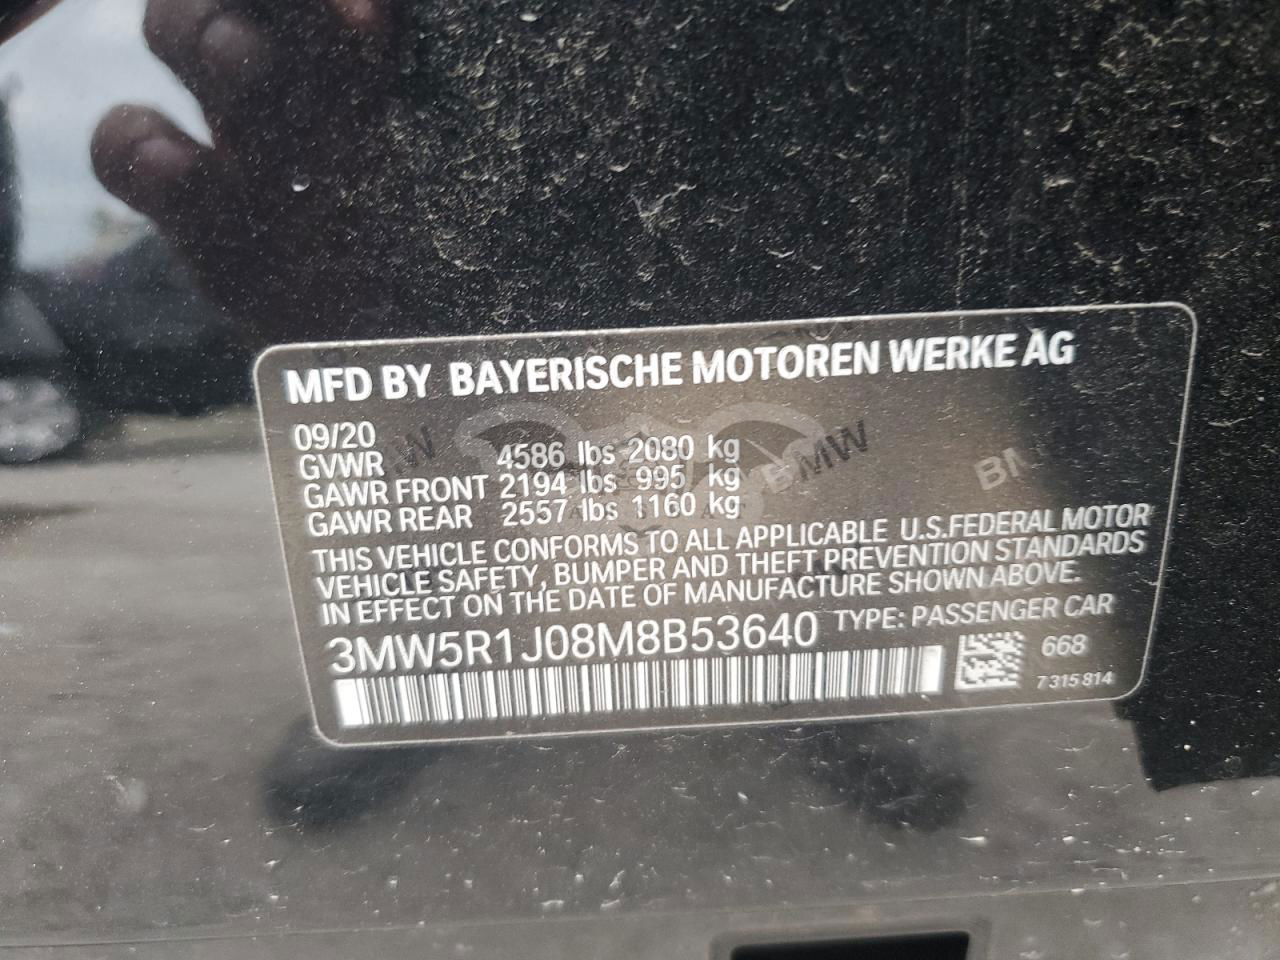 MFD BY BAYERISCHE MOTOREN WERKE AG
09/20
GVWR 4586 lbs 2080 kg
GAWR FRONT 2194 lbs 995 kg
GAWR REAR 2557 lbs 1160 kg
THIS VEHICLE CONFORMS TO ALL APPLICABLE U.S.FEDERAL MOTOR
VEHICLE SAFETY, BUMPER AND THEFT PREVENTION STANDARDS
IN EFFECT ON THE DATE OF MANUFACTURE SHOWN ABOVE.
3MW5R1J08M8B53640 TYPE: PASSENGER CAR
668
7315814
BMW